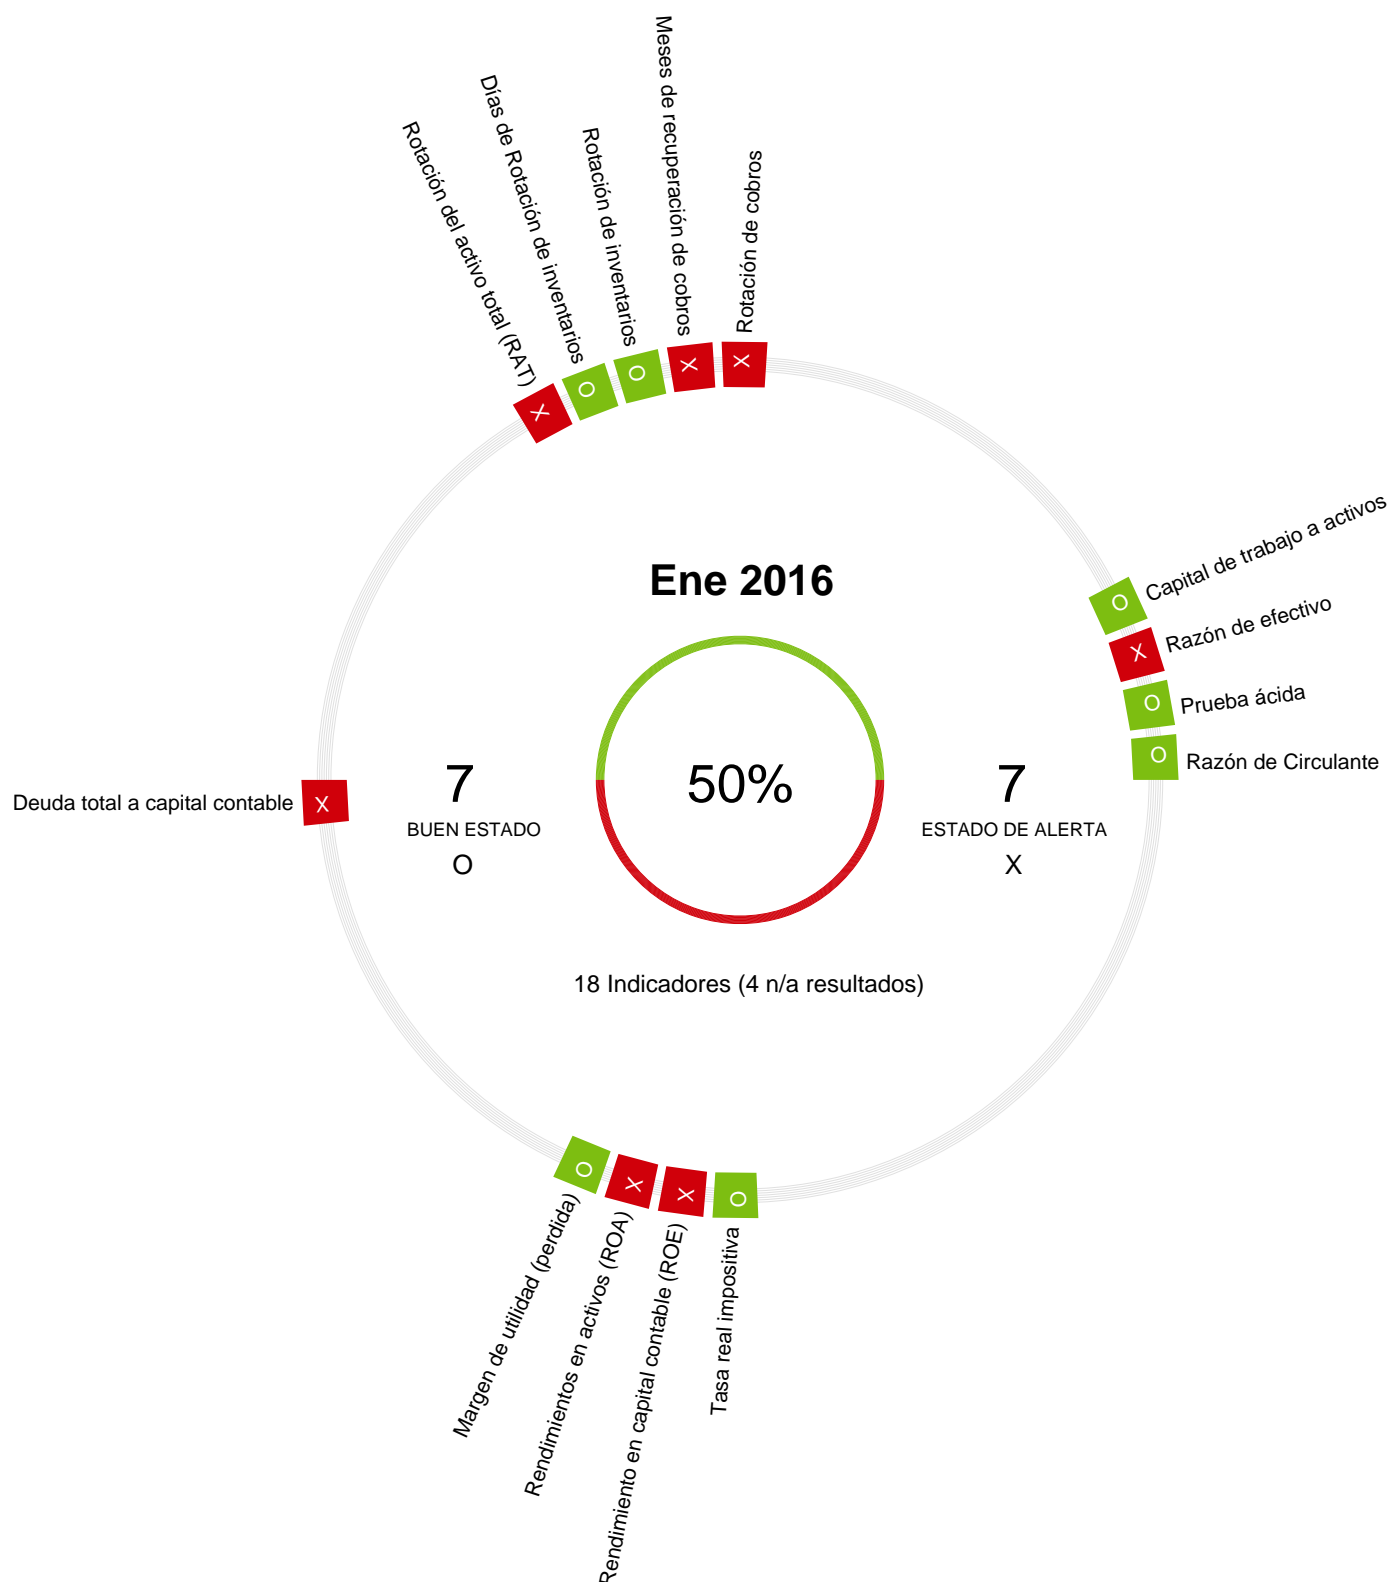 Meses de recuperación de cobros
Días de Rotación de inventarios
Rotación del activo total (RAT)
Rotación de inventarios
Rotación de cobros
X
O
O
X
X
Capital de trabajo a activos
O
Razón de efectivo
X
Prueba ácida
O
Razón de Circulante
O
Ene 2016
Deuda total a capital contable
X
7
BUEN ESTADO
O
50%
7
ESTADO DE ALERTA
X
18 Indicadores (4 n/a resultados)
O
X
X
O
Margen de utilidad (perdida)
Rendimientos en activos (ROA)
Rendimiento en capital contable (ROE)
Tasa real impositiva